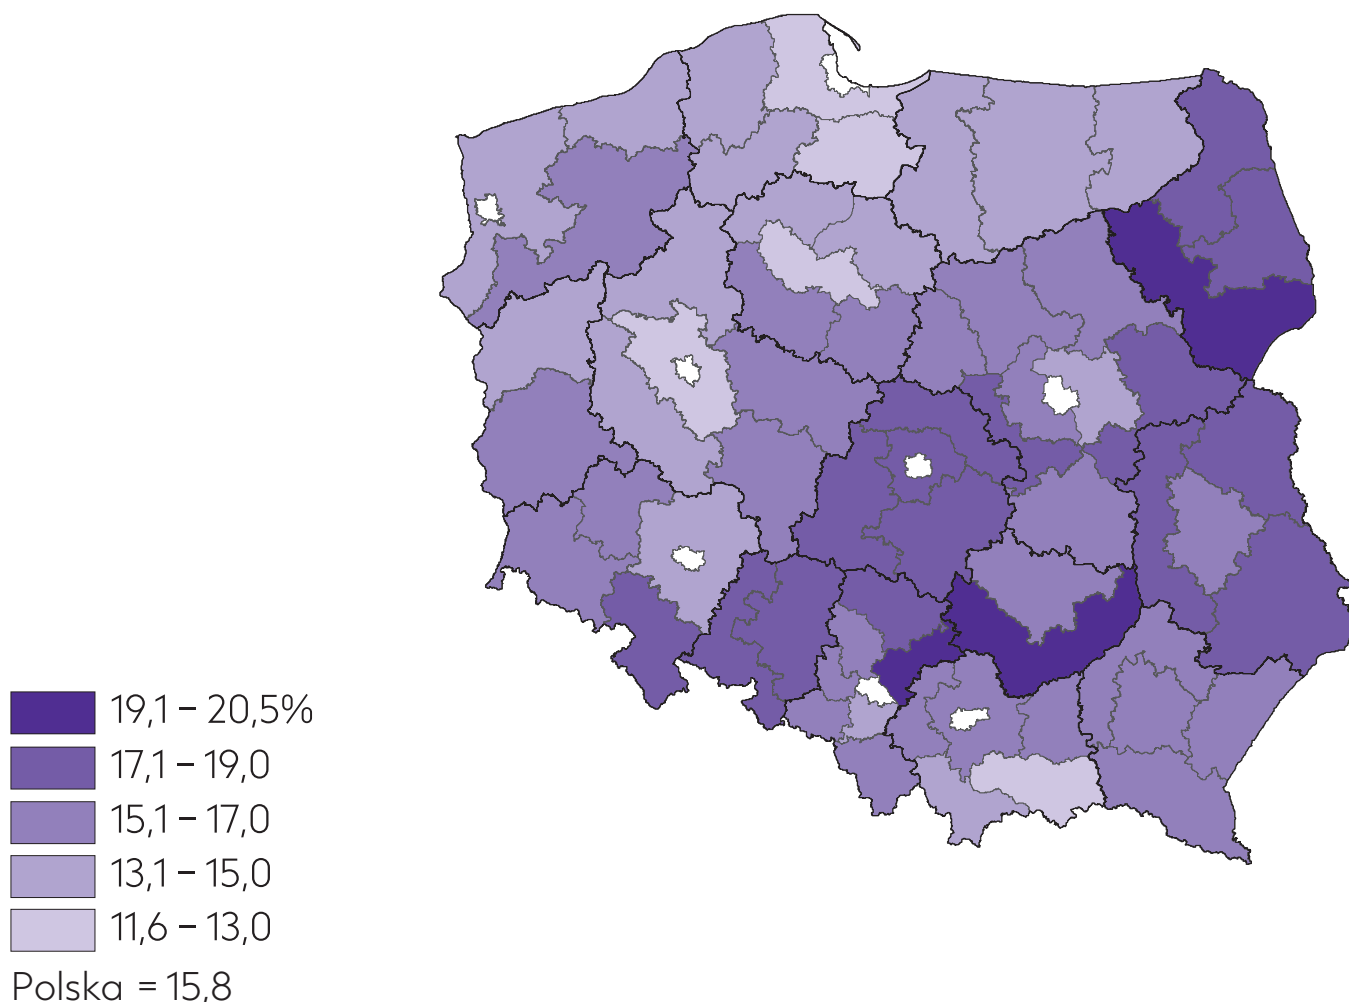 19,1 – 20,5%
17,1 – 19,0
15,1 – 17,0
13,1 – 15,0
11,6 – 13,0
Polska = 15,8